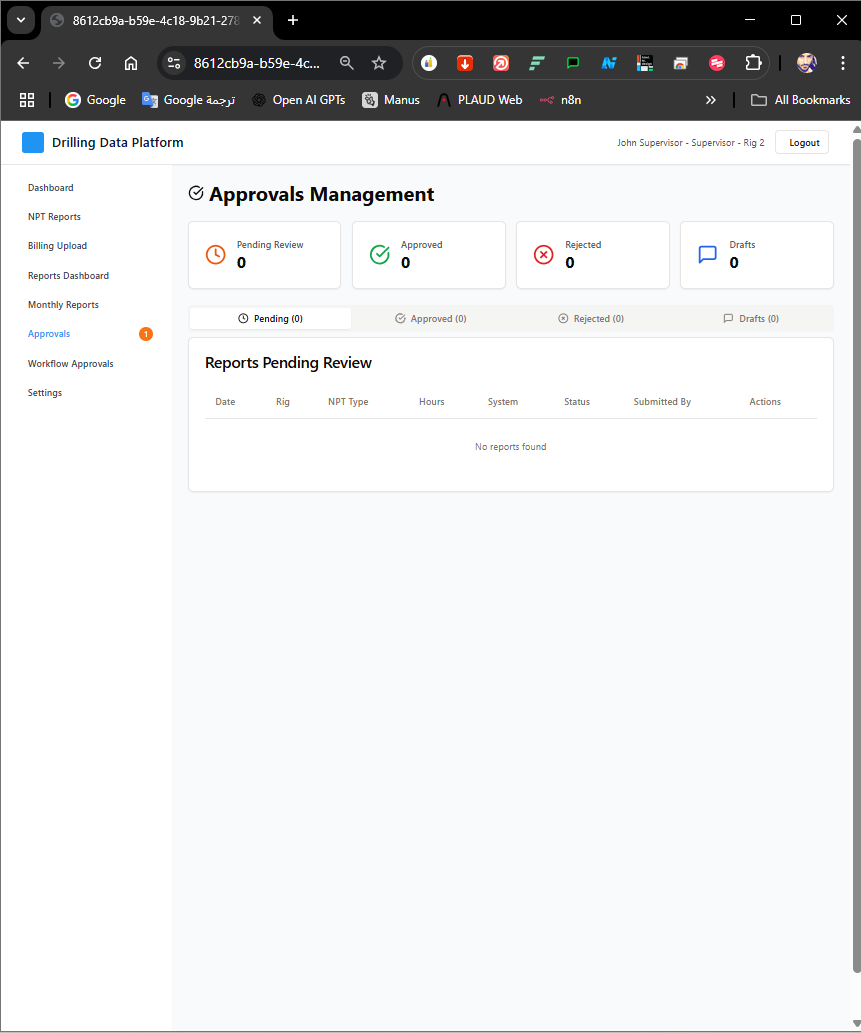 8612cb9a-b59e-4c18-9b21-278
8612cb9a-b59e-4c...
Google
Google ترجمة
Open AI GPTs
Manus
PLAUD Web
n8n
All Bookmarks
Drilling Data Platform
John Supervisor - Supervisor - Rig 2
Logout
Dashboard
NPT Reports
Billing Upload
Reports Dashboard
Monthly Reports
Approvals 1
Workflow Approvals
Settings
Approvals Management
Pending Review
0
Approved
0
Rejected
0
Drafts
0
Pending (0) Approved (0) Rejected (0) Drafts (0)
Reports Pending Review
Date Rig NPT Type Hours System Status Submitted By Actions
No reports found